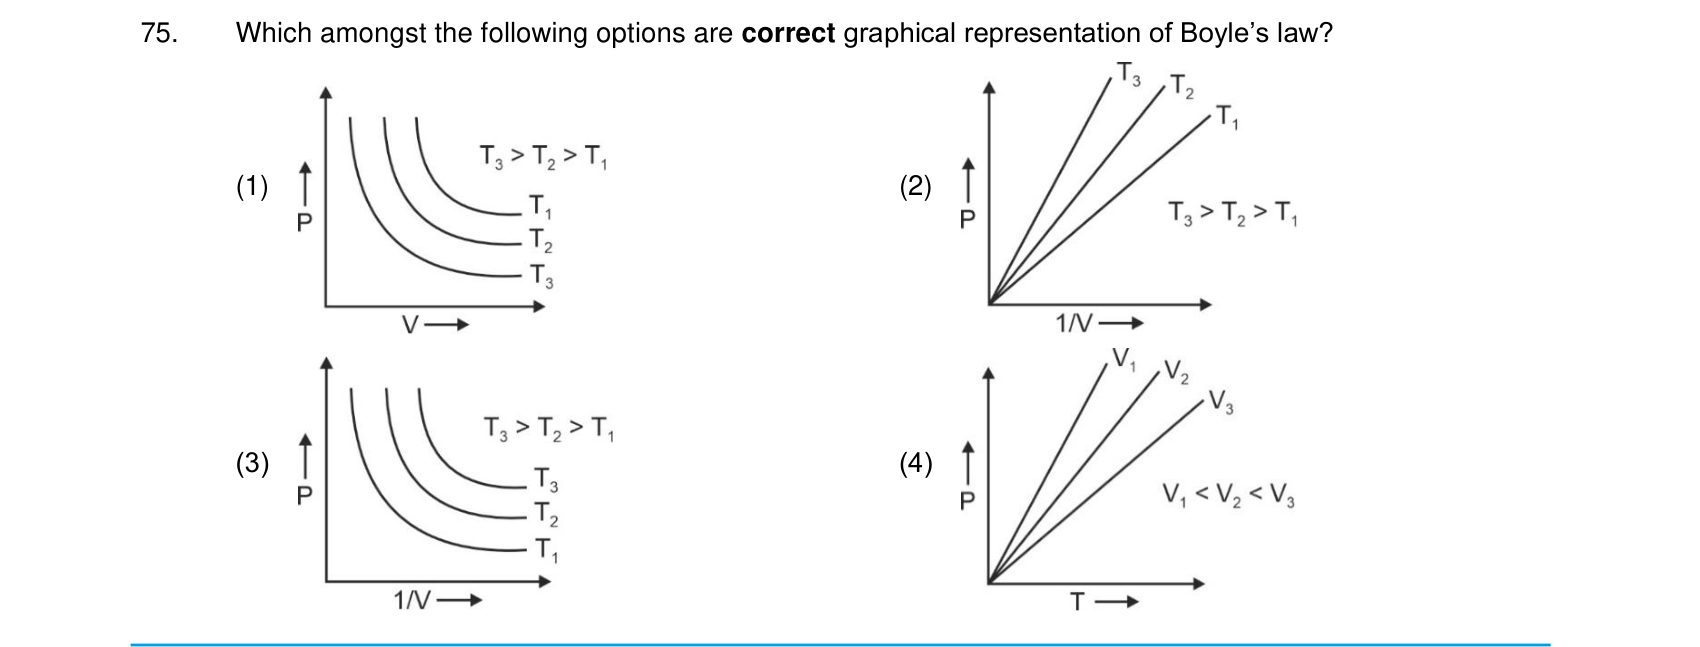 75. Which amongst the following options are correct graphical representation of Boyle's law?
(1)
P
T₃ > T₂ > T₁
T₁
T₂
T₃
V
(2)
P
T₃
T₂
T₁
T₃ > T₂ > T₁
1/V
(3)
P
T₃ > T₂ > T₁
T₃
T₂
T₁
1/V
(4)
P
V₁
V₂
V₃
V₁ < V₂ < V₃
T